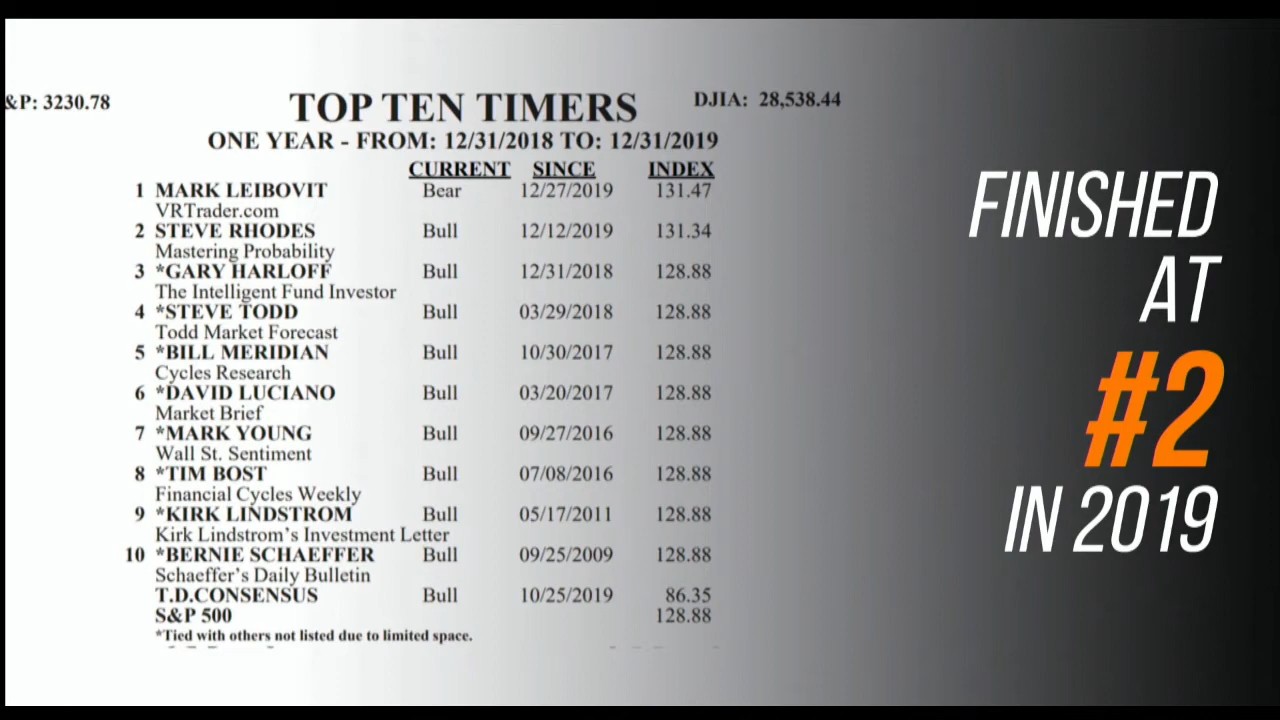 &P: 3230.78
TOP TEN TIMERS
DJIA: 28,538.44
ONE YEAR - FROM: 12/31/2018 TO: 12/31/2019
CURRENT SINCE INDEX
1 MARK LEIBOVIT Bear 12/27/2019 131.47
VRTrader.com
2 STEVE RHODES Bull 12/12/2019 131.34
Mastering Probability
3 *GARY HARLOFF Bull 12/31/2018 128.88
The Intelligent Fund Investor
4 *STEVE TODD Bull 03/29/2018 128.88
Todd Market Forecast
5 *BILL MERIDIAN Bull 10/30/2017 128.88
Cycles Research
6 *DAVID LUCIANO Bull 03/20/2017 128.88
Market Brief
7 *MARK YOUNG Bull 09/27/2016 128.88
Wall St. Sentiment
8 *TIM BOST Bull 07/08/2016 128.88
Financial Cycles Weekly
9 *KIRK LINDSTROM Bull 05/17/2011 128.88
Kirk Lindstrom's Investment Letter
10 *BERNIE SCHAEFFER Bull 09/25/2009 128.88
Schaeffer's Daily Bulletin
T.D.CONSENSUS Bull 10/25/2019 86.35
S&P 500 128.88
*Tied with others not listed due to limited space.
FINISHED
AT
#2
IN 2019